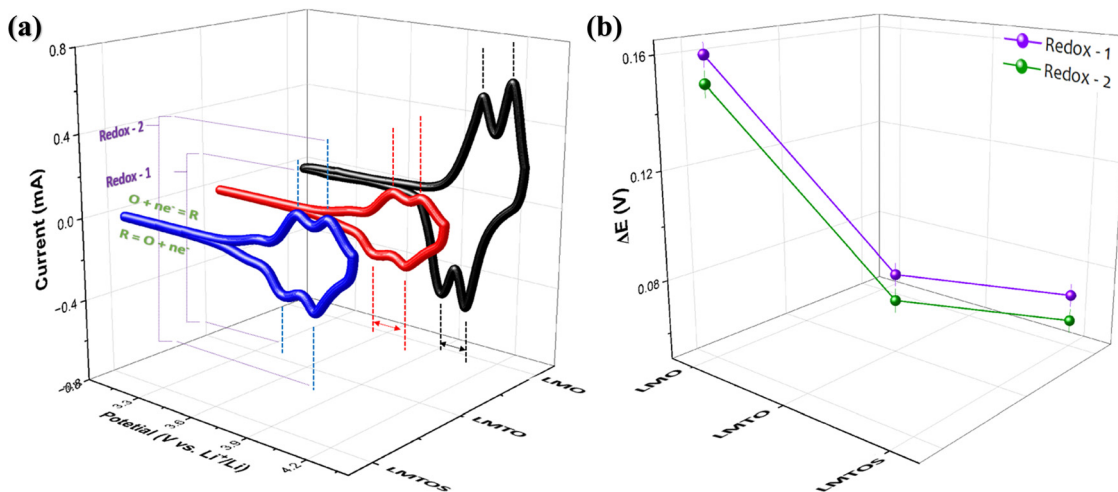 (a)
0.8
0.4
0.0
−0.4
−0.8
Current (mA)
Redox - 2
Redox - 1
O + ne⁻ = R
R = O + ne⁻
3.3
3.6
3.9
4.2
Potetial (V vs. Li⁺/Li)
LMTOS
LMTO
LMO
(b)
Redox - 1
Redox - 2
0.16
0.12
0.08
ΔE (V)
LMO
LMTO
LMTOS